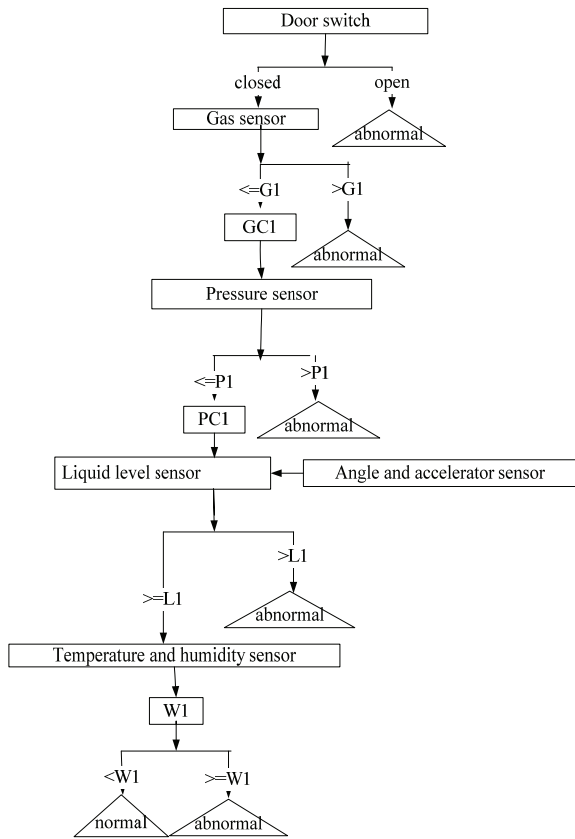 Door switch
closed
open
Gas sensor
abnormal
<=G1
>G1
GC1
abnormal
Pressure sensor
<=P1
>P1
PC1
abnormal
Liquid level sensor
Angle and accelerator sensor
>L1
>=L1
abnormal
Temperature and humidity sensor
W1
<W1
>=W1
normal
abnormal